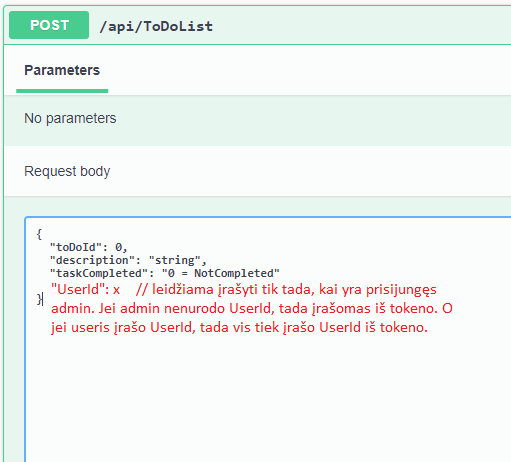 POST /api/ToDoList
Parameters
No parameters
Request body
{
"toDoId": 0,
"description": "string",
"taskCompleted": "0 = NotCompleted"
"UserId": x // leidžiama įrašyti tik tada, kai yra prisijungęs
} admin. Jei admin nenurodo UserId, tada įrašomas iš tokeno. O
jei useris įrašo UserId, tada vis tiek įrašo UserId iš tokeno.